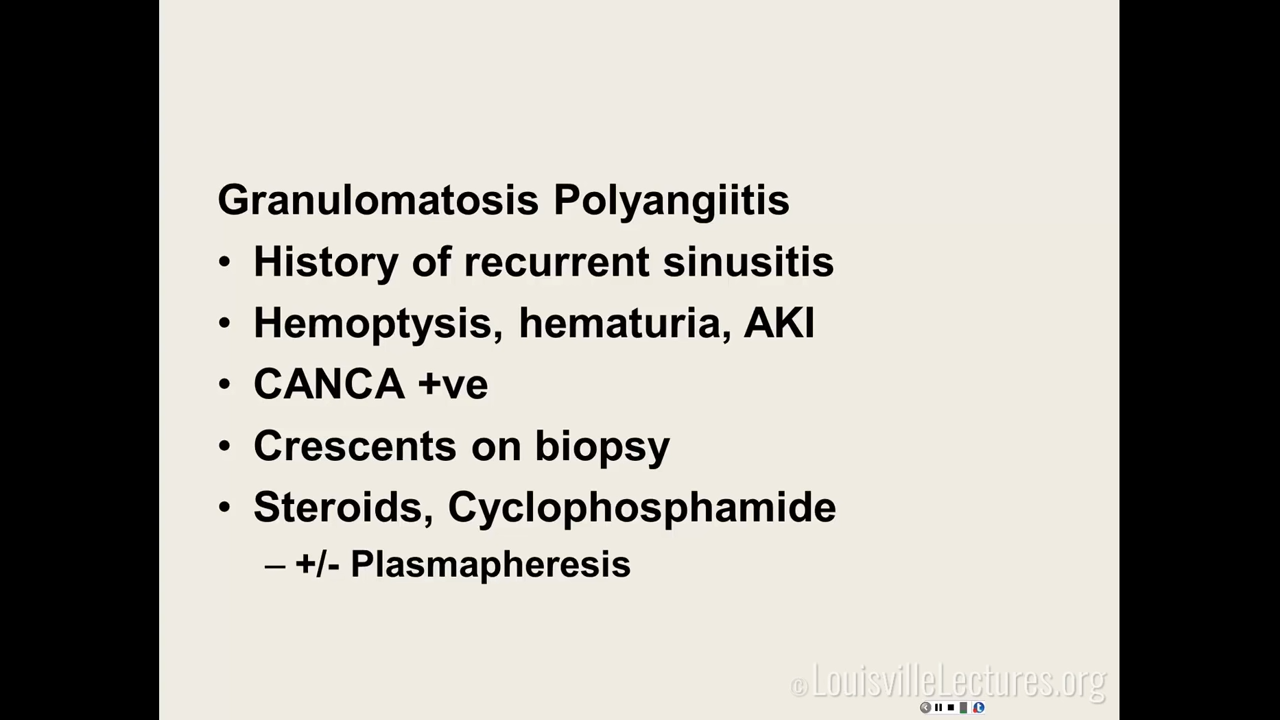 Granulomatosis Polyangiitis
• History of recurrent sinusitis
• Hemoptysis, hematuria, AKI
• CANCA +ve
• Crescents on biopsy
• Steroids, Cyclophosphamide
– +/- Plasmapheresis
© LouisvilleLectures.org